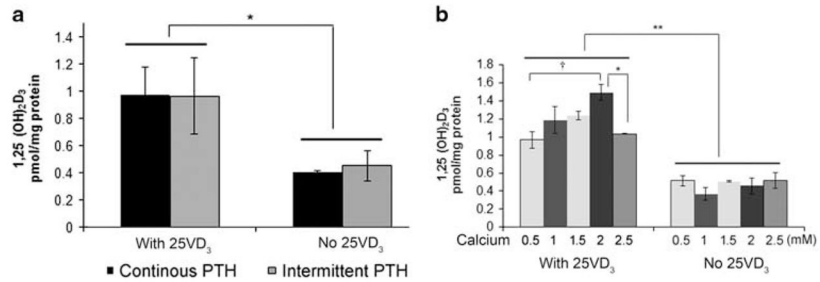 a
*
1,25 (OH)2D3
pmol/mg protein
1.4
1.2
1
0.8
0.6
0.4
0.2
0
With 25VD3
No 25VD3
Continous PTH
Intermittent PTH
b
**
†
*
1,25 (OH)2D3
pmol/mg protein
1.8
1.6
1.4
1.2
1
0.8
0.6
0.4
0.2
0
Calcium 0.5 1 1.5 2 2.5 0.5 1 1.5 2 2.5 (mM)
With 25VD3
No 25VD3